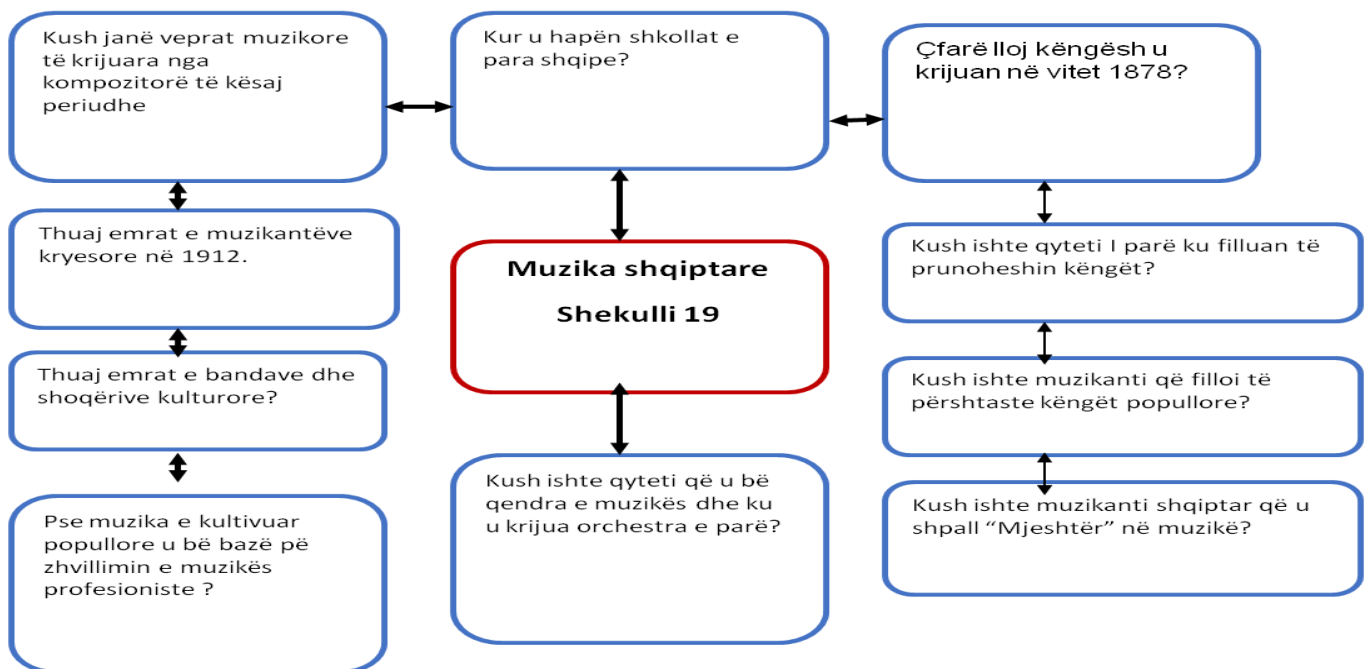 Kush janë veprat muzikore
të krijuara nga
kompozitorë të kësaj
periudhe
Kur u hapën shkollat e
para shqipe?
Çfarë lloj këngësh u
krijuan në vitet 1878?
Thuaj emrat e muzikantëve
kryesore në 1912.
Muzika shqiptare
Shekulli 19
Kush ishte qyteti I parë ku filluan të
prunoheshin këngët?
Thuaj emrat e bandave dhe
shoqërive kulturore?
Kush ishte muzikanti që filloi të
përshtaste këngët popullore?
Pse muzika e kultivuar
popullore u bë bazë pë
zhvillimin e muzikës
profesioniste ?
Kush ishte qyteti që u bë
qendra e muzikës dhe ku
u krijua orchestra e parë?
Kush ishte muzikanti shqiptar që u
shpall “Mjeshtër” në muzikë?